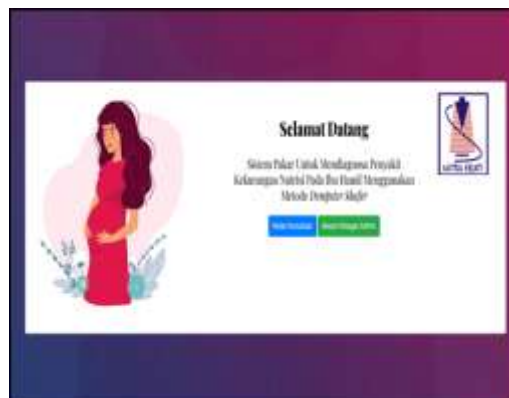 Selamat Datang
Sistem Pakar Untuk Mendiagnosa Penyakit
Kekurangan Nutrisi Pada Ibu Hamil Menggunakan
Metode Dempster Shafer